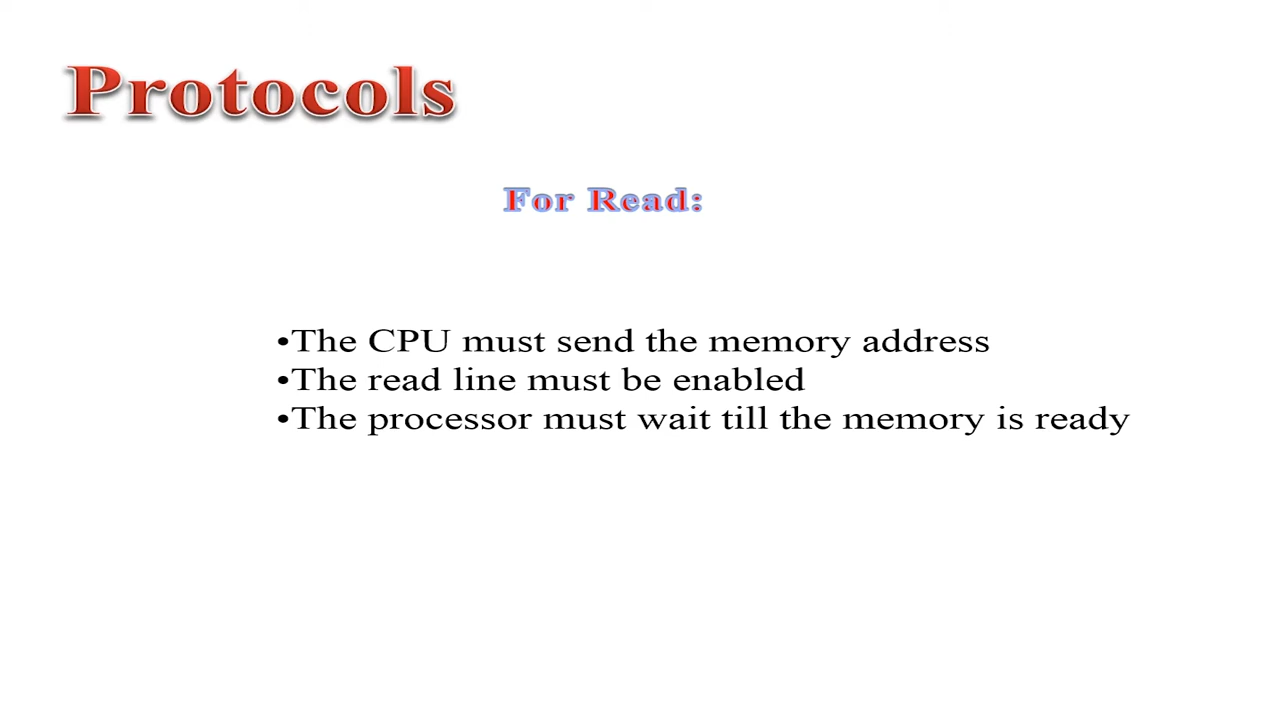 Protocols
For Read:
•The CPU must send the memory address
•The read line must be enabled
•The processor must wait till the memory is ready